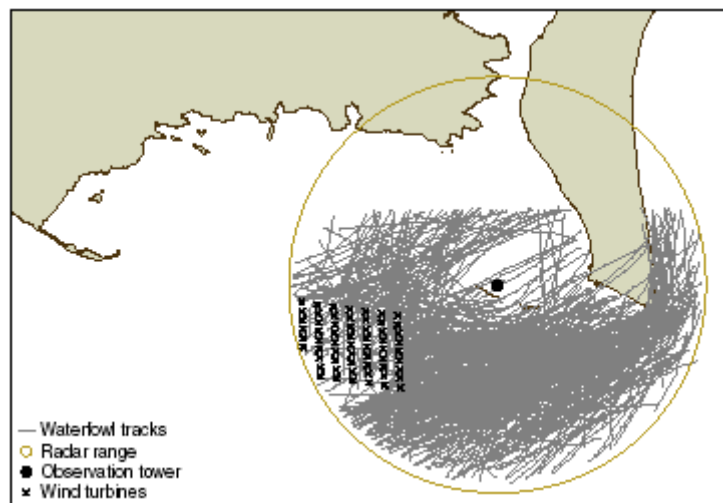 Waterfowl tracks
Radar range
Observation tower
Wind turbines